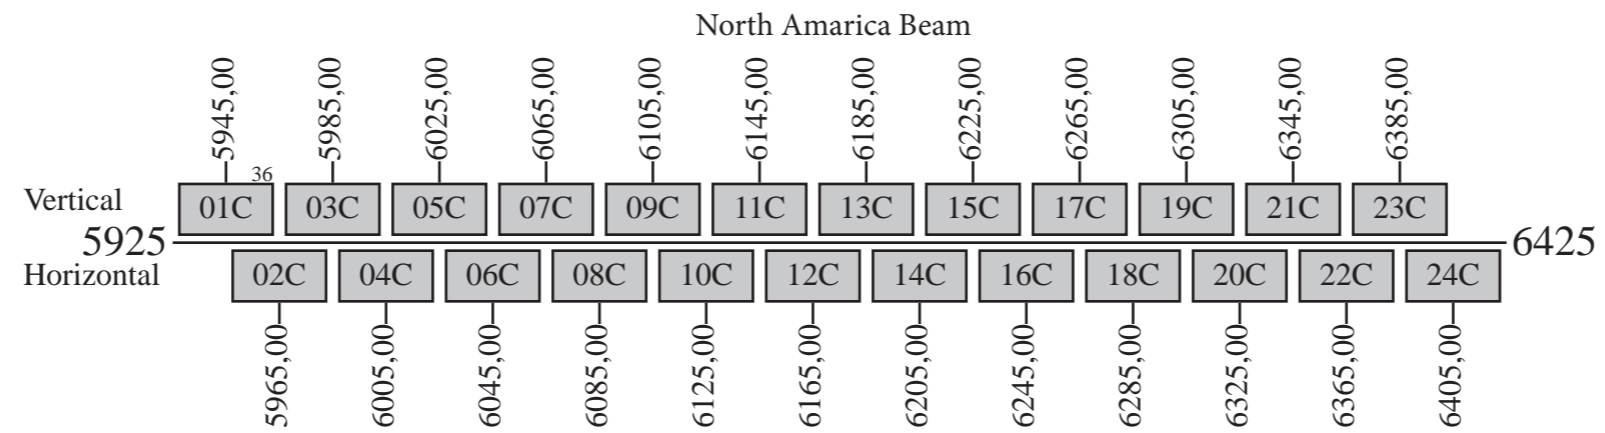 North Amarica Beam
5945,00 5985,00 6025,00 6065,00 6105,00 6145,00 6185,00 6225,00 6265,00 6305,00 6345,00 6385,00
36
Vertical 01C 03C 05C 07C 09C 11C 13C 15C 17C 19C 21C 23C
5925 6425
Horizontal 02C 04C 06C 08C 10C 12C 14C 16C 18C 20C 22C 24C
5965,00 6005,00 6045,00 6085,00 6125,00 6165,00 6205,00 6245,00 6285,00 6325,00 6365,00 6405,00